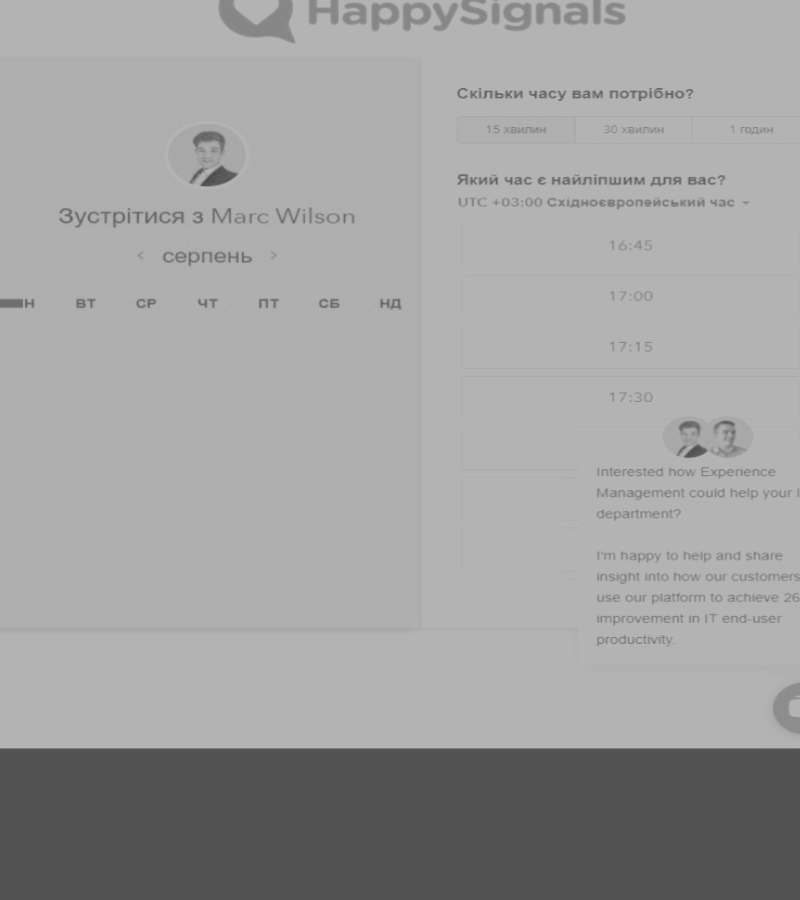 HappySignals
Зустрітися з Marc Wilson
серпень
ВТ СР ЧТ ПТ СБ НД
Скільки часу вам потрібно?
15 хвилин 30 хвилин 1 годин
Який час є найліпшим для вас?
UTC +03:00 Східноєвропейський час
16:45
17:00
17:15
17:30
Interested how Experience
Management could help your
department?
I'm happy to help and share
insight into how our customers
use our platform to achieve 26
improvement in IT end-user
productivity.